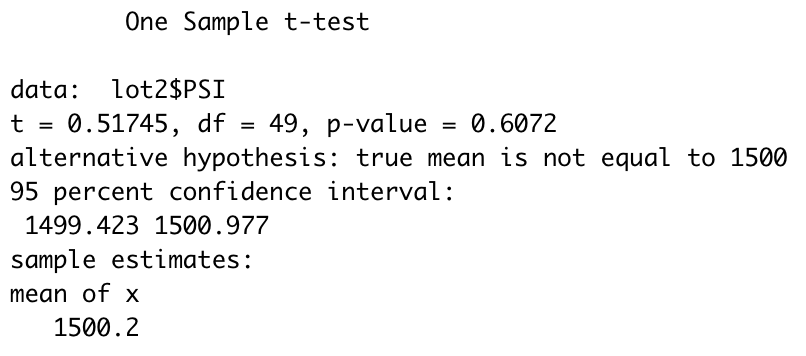 One Sample t-test
data:  lot2$PSI
t = 0.51745, df = 49, p-value = 0.6072
alternative hypothesis: true mean is not equal to 1500
95 percent confidence interval:
1499.423 1500.977
sample estimates:
mean of x
1500.2